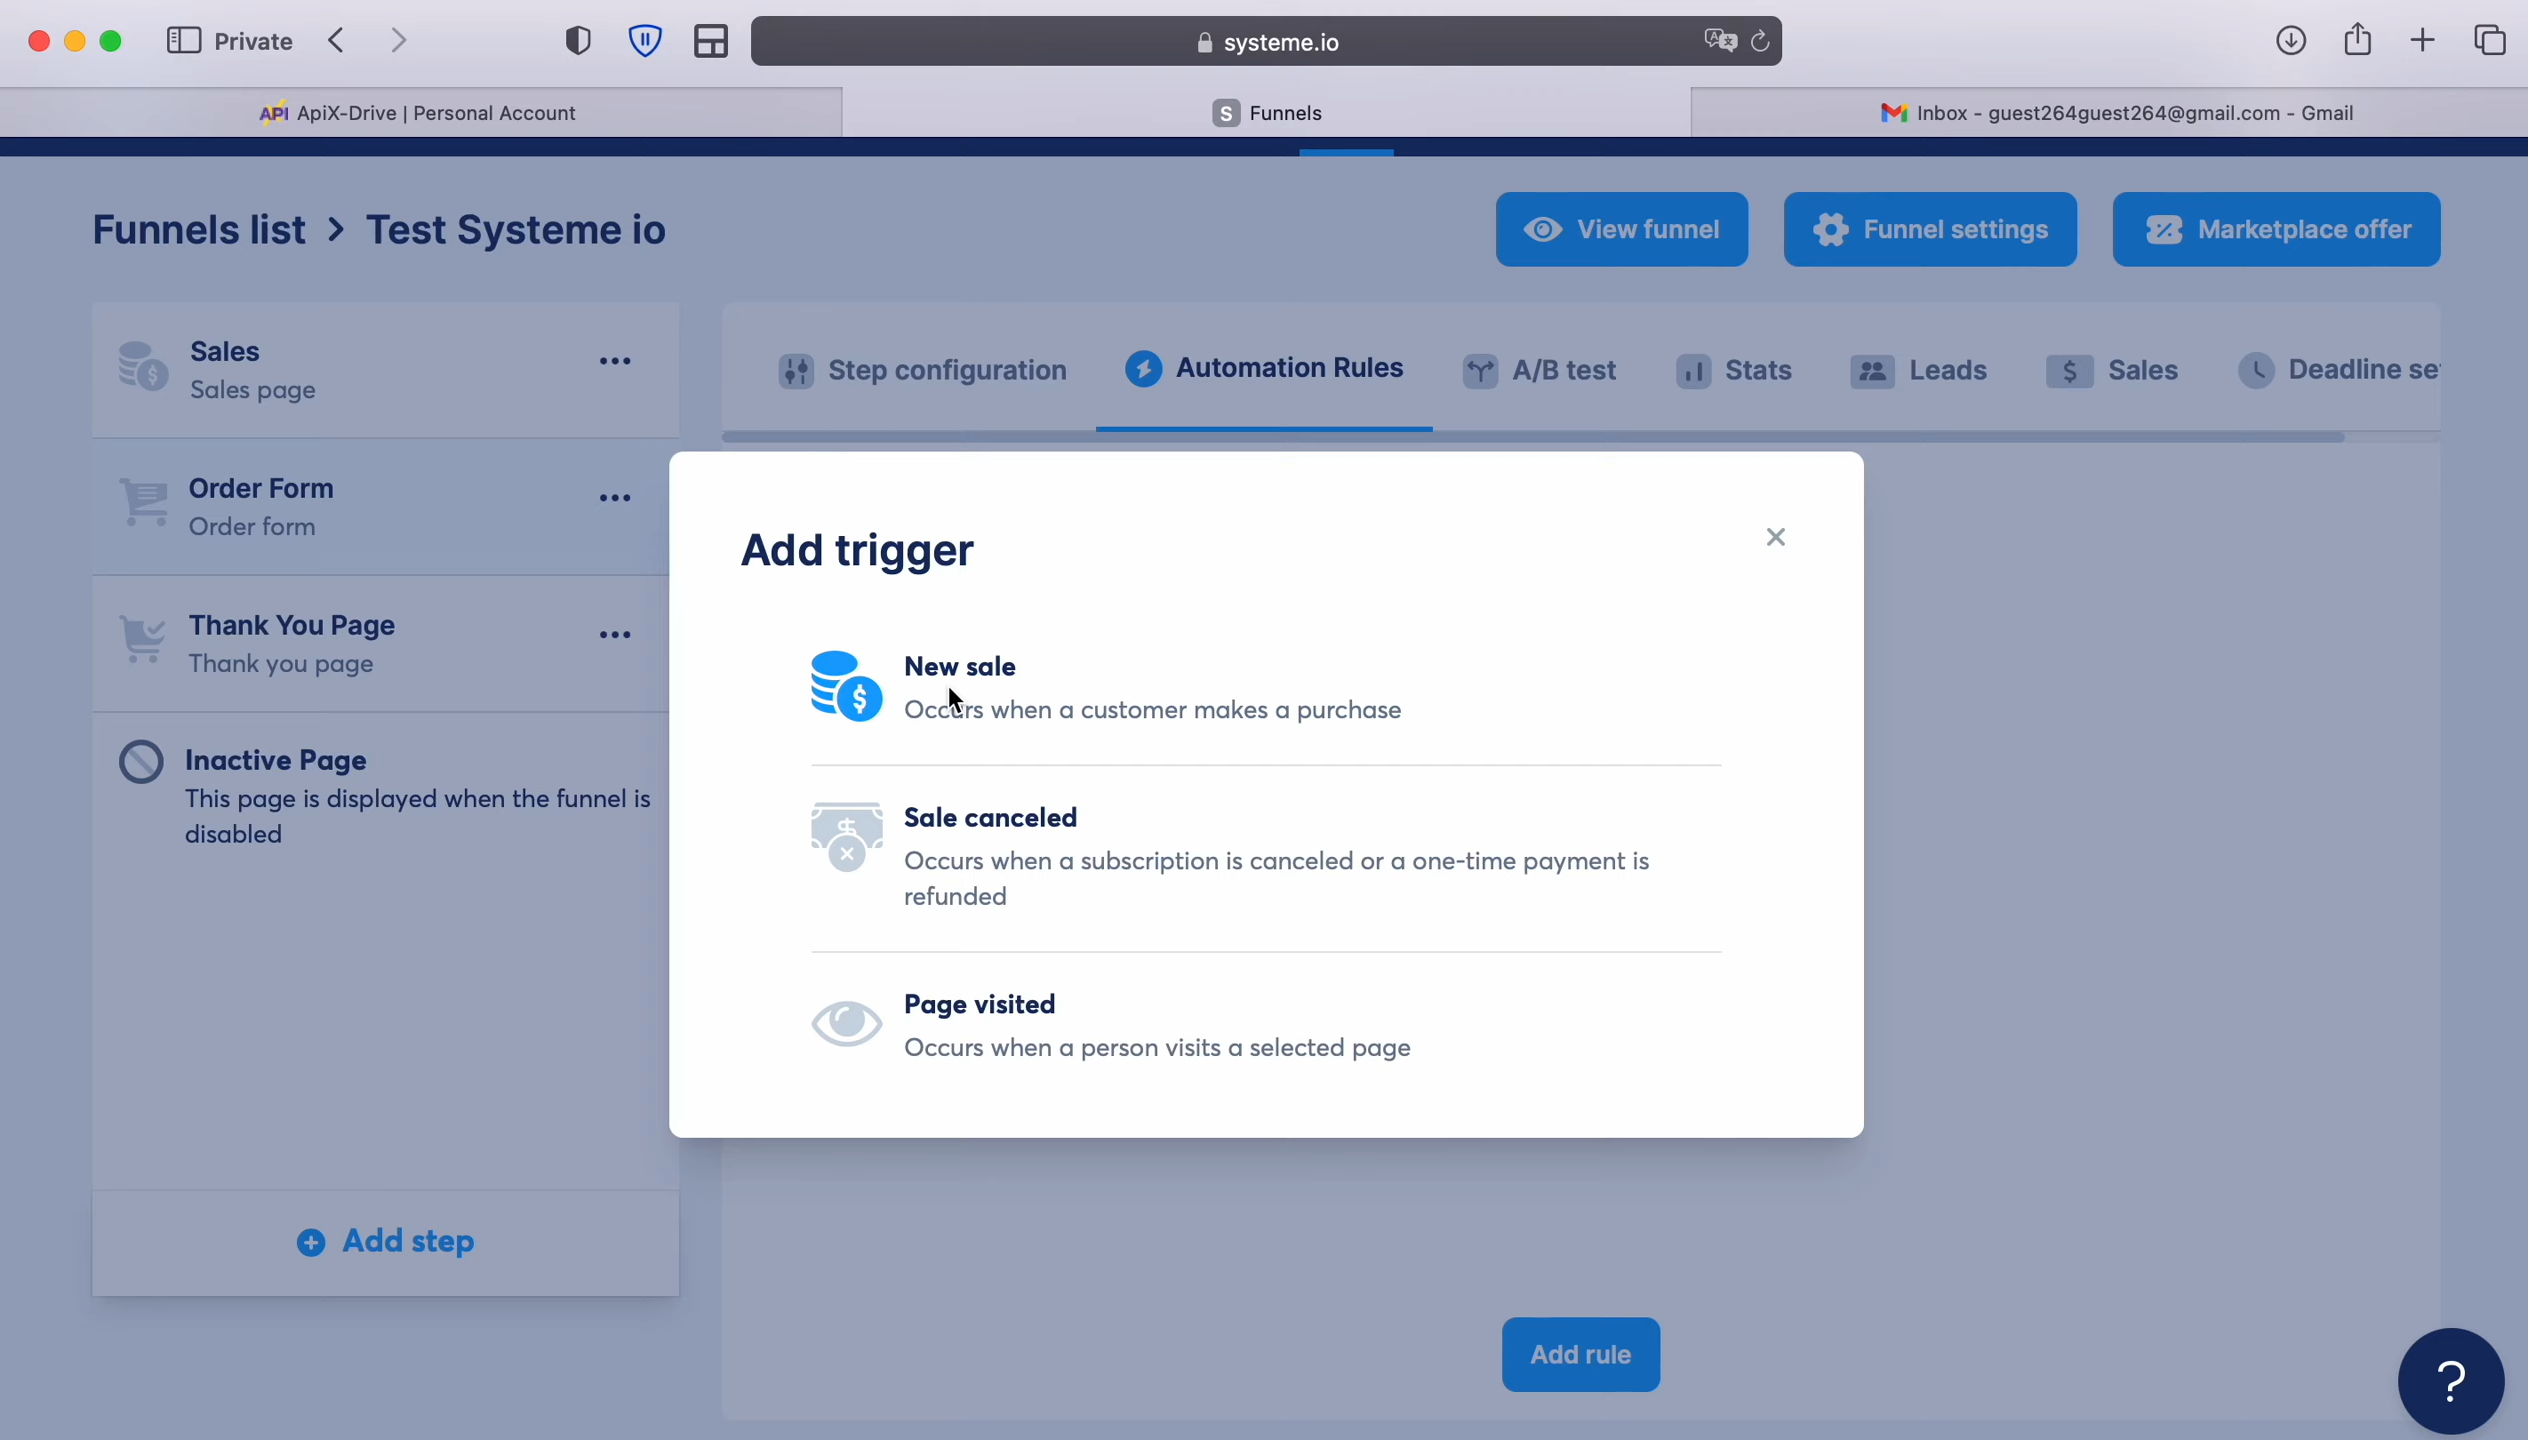 Private
systeme.io
API ApiX-Drive | Personal Account
S Funnels
Inbox - guest264guest264@gmail.com - Gmail
Funnels list > Test Systeme io
View funnel
Funnel settings
Marketplace offer
Sales
Sales page
Order Form
Order form
Thank You Page
Thank you page
Inactive Page
This page is displayed when the funnel is
disabled
Add step
Step configuration
Automation Rules
A/B test
Stats
Leads
Sales
Deadline se
Add trigger
New sale
Occurs when a customer makes a purchase
Sale canceled
Occurs when a subscription is canceled or a one-time payment is
refunded
Page visited
Occurs when a person visits a selected page
Add rule
?